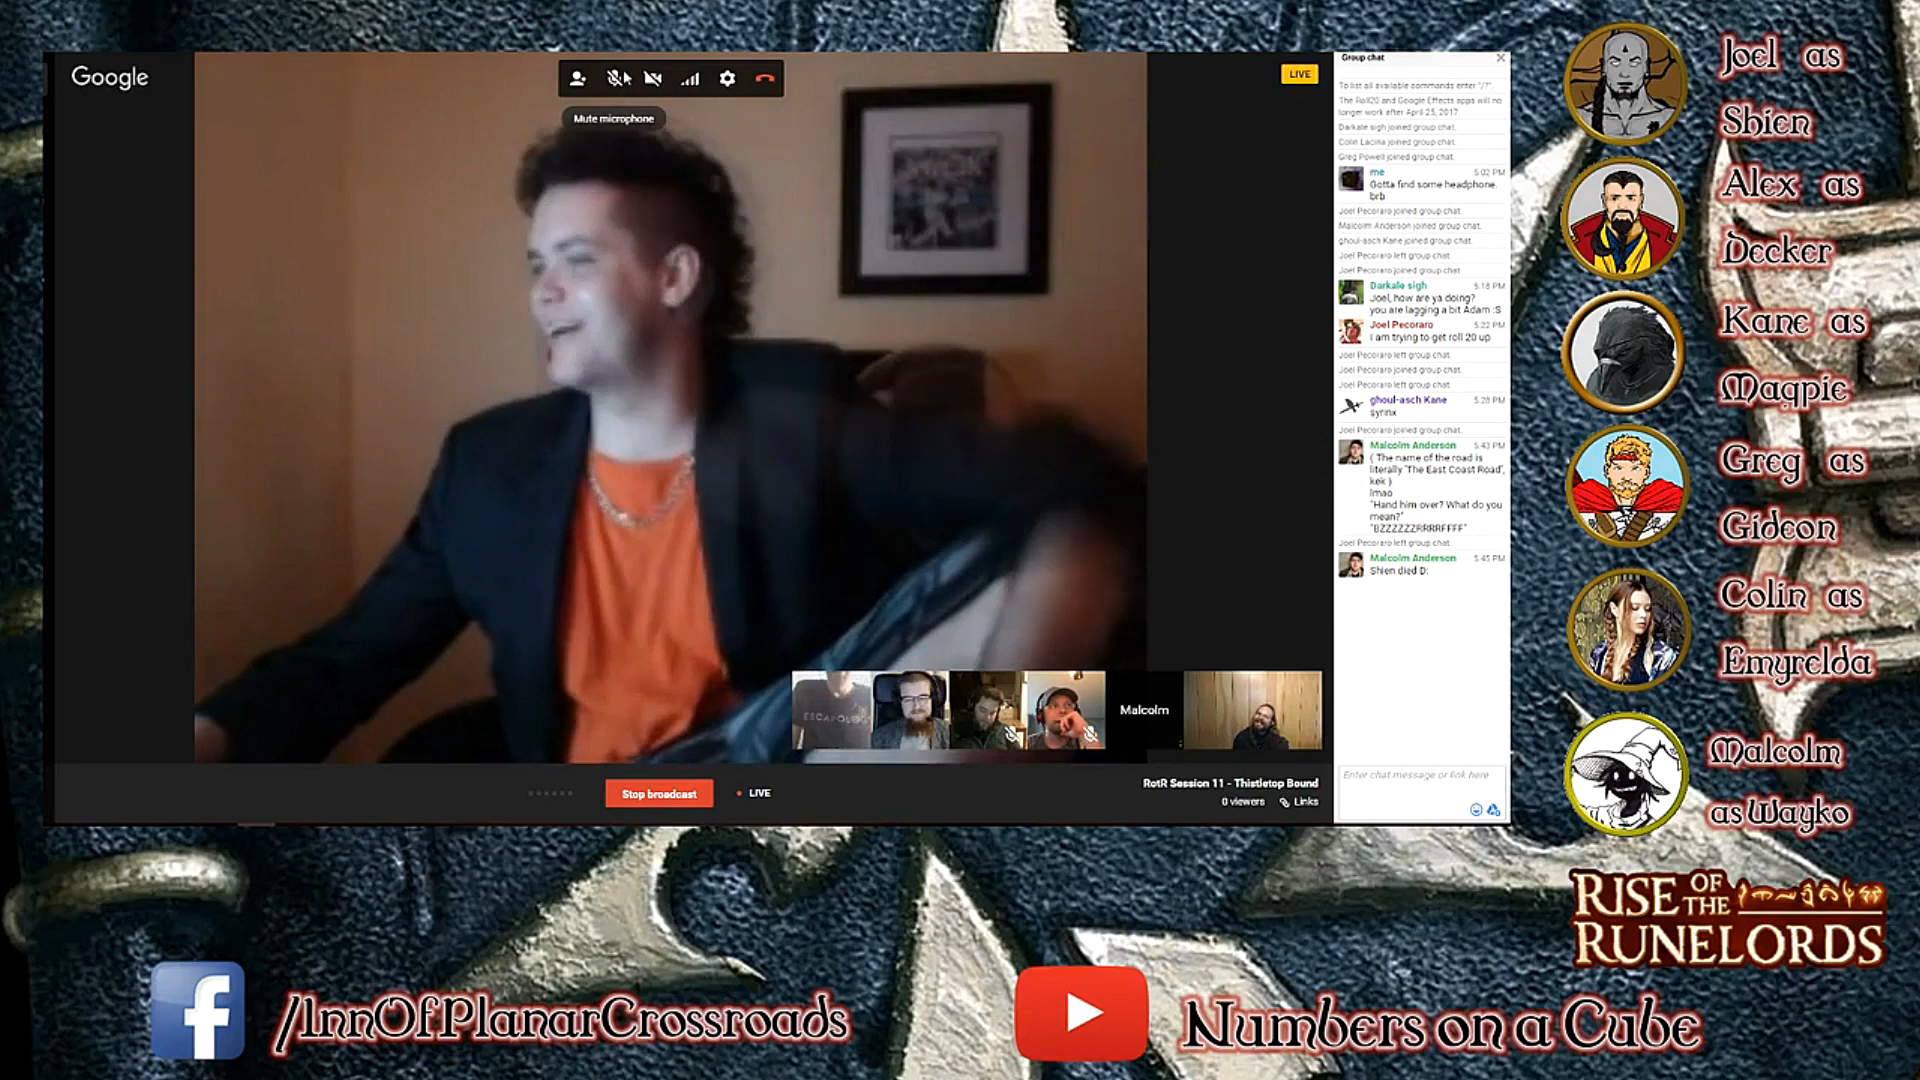 Google
Mute microphone
LIVE
Group chat
To list all available commands enter "/?".
The Roll20 and Google Effects apps will no
longer work after April 25, 2017.
Darkale sigh joined group chat.
Colin Lacina joined group chat.
Greg Powell joined group chat.
me 5:02 PM
Gotta find some headphone.
brb
Joel Pecoraro joined group chat.
Malcolm Anderson joined group chat.
ghoul-asch Kane joined group chat.
Joel Pecoraro left group chat.
Joel Pecoraro joined group chat
Darkale sigh 5:18 PM
Joel, how are ya doing?
you are lagging a bit Adam :S
Joel Pecoraro 5:22 PM
I am trying to get roll 20 up
Joel Pecoraro left group chat.
Joel Pecoraro joined group chat.
Joel Pecoraro left group chat.
ghoul-asch Kane 5:28 PM
syrinx
Joel Pecoraro joined group chat.
Malcolm Anderson 5:43 PM
( The name of the road is
literally "The East Coast Road",
kek )
lmao
"Hand him over? What do you
mean?"
"BZZZZZZRRRRFFFF"
Joel Pecoraro left group chat.
Malcolm Anderson 5:45 PM
Shien died D:
Enter chat message or link here
ESCAPOLOG
Malcolm
Stop broadcast
LIVE
RotR Session 11 - Thistletop Bound
0 viewers Links
Joel as
Shien
Alex as
Decker
Kane as
Magpie
Greg as
Gideon
Colin as
Emyrelda
Malcolm
as Wayko
RISE OF THE
RUNELORDS
/InnOfPlanarCrossroads
Numbers on a Cube